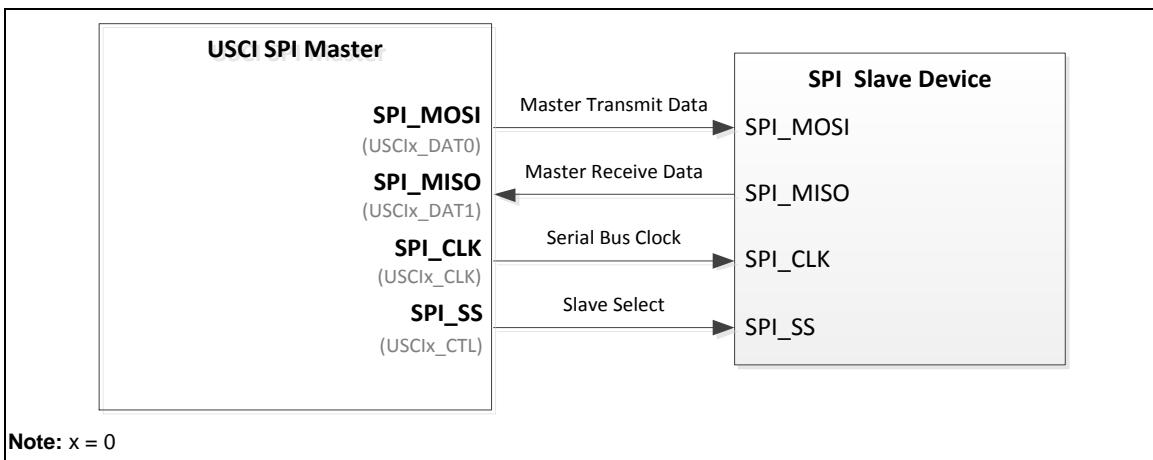 USCI SPI Master
SPI_MOSI
(USCIx_DAT0)
SPI_MISO
(USCIx_DAT1)
SPI_CLK
(USCIx_CLK)
SPI_SS
(USCIx_CTL)
Master Transmit Data
Master Receive Data
Serial Bus Clock
Slave Select
SPI Slave Device
SPI_MOSI
SPI_MISO
SPI_CLK
SPI_SS
Note: x = 0